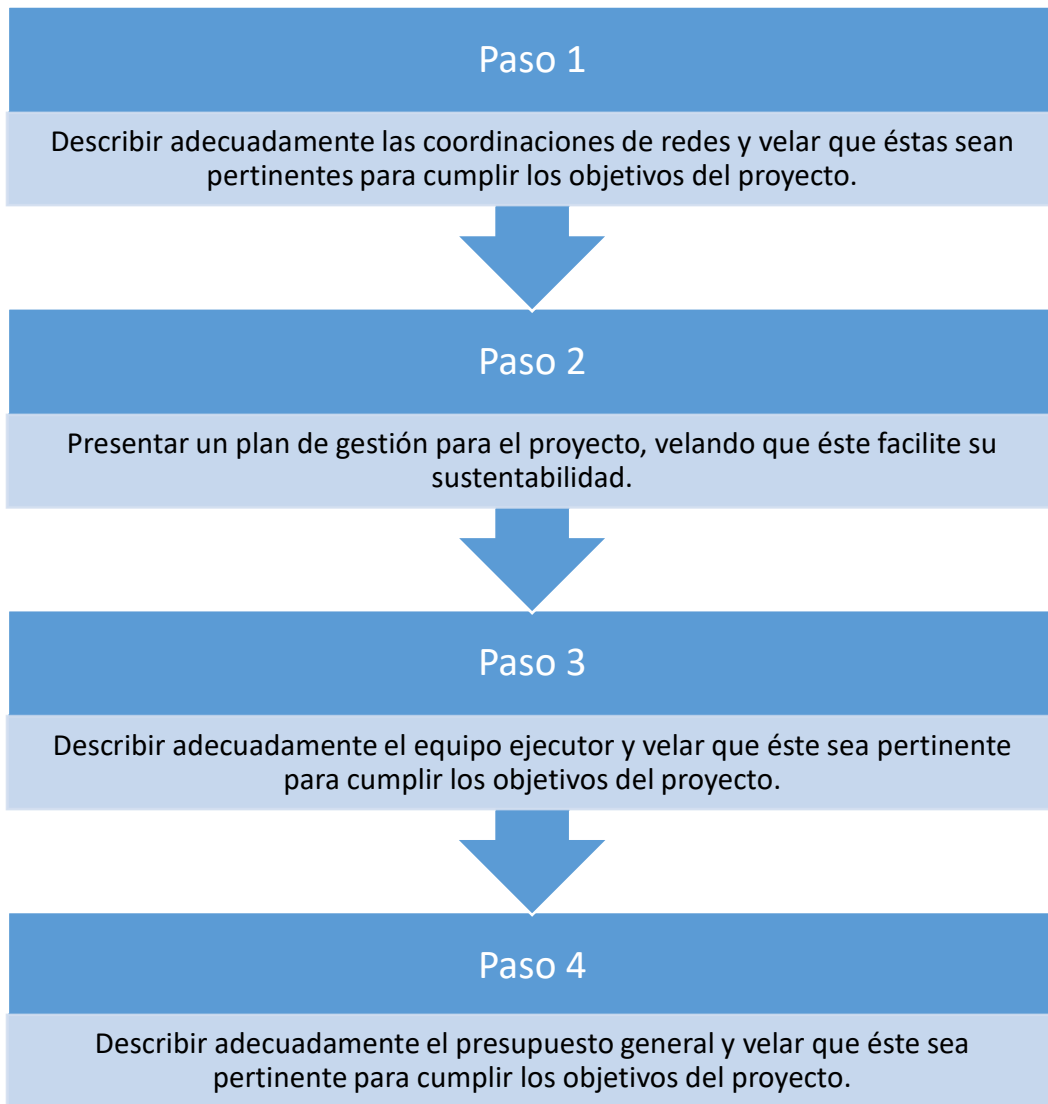 Paso 1
Describir adecuadamente las coordinaciones de redes y velar que éstas sean
pertinentes para cumplir los objetivos del proyecto.
Paso 2
Presentar un plan de gestión para el proyecto, velando que éste facilite su
sustentabilidad.
Paso 3
Describir adecuadamente el equipo ejecutor y velar que éste sea pertinente
para cumplir los objetivos del proyecto.
Paso 4
Describir adecuadamente el presupuesto general y velar que éste sea
pertinente para cumplir los objetivos del proyecto.